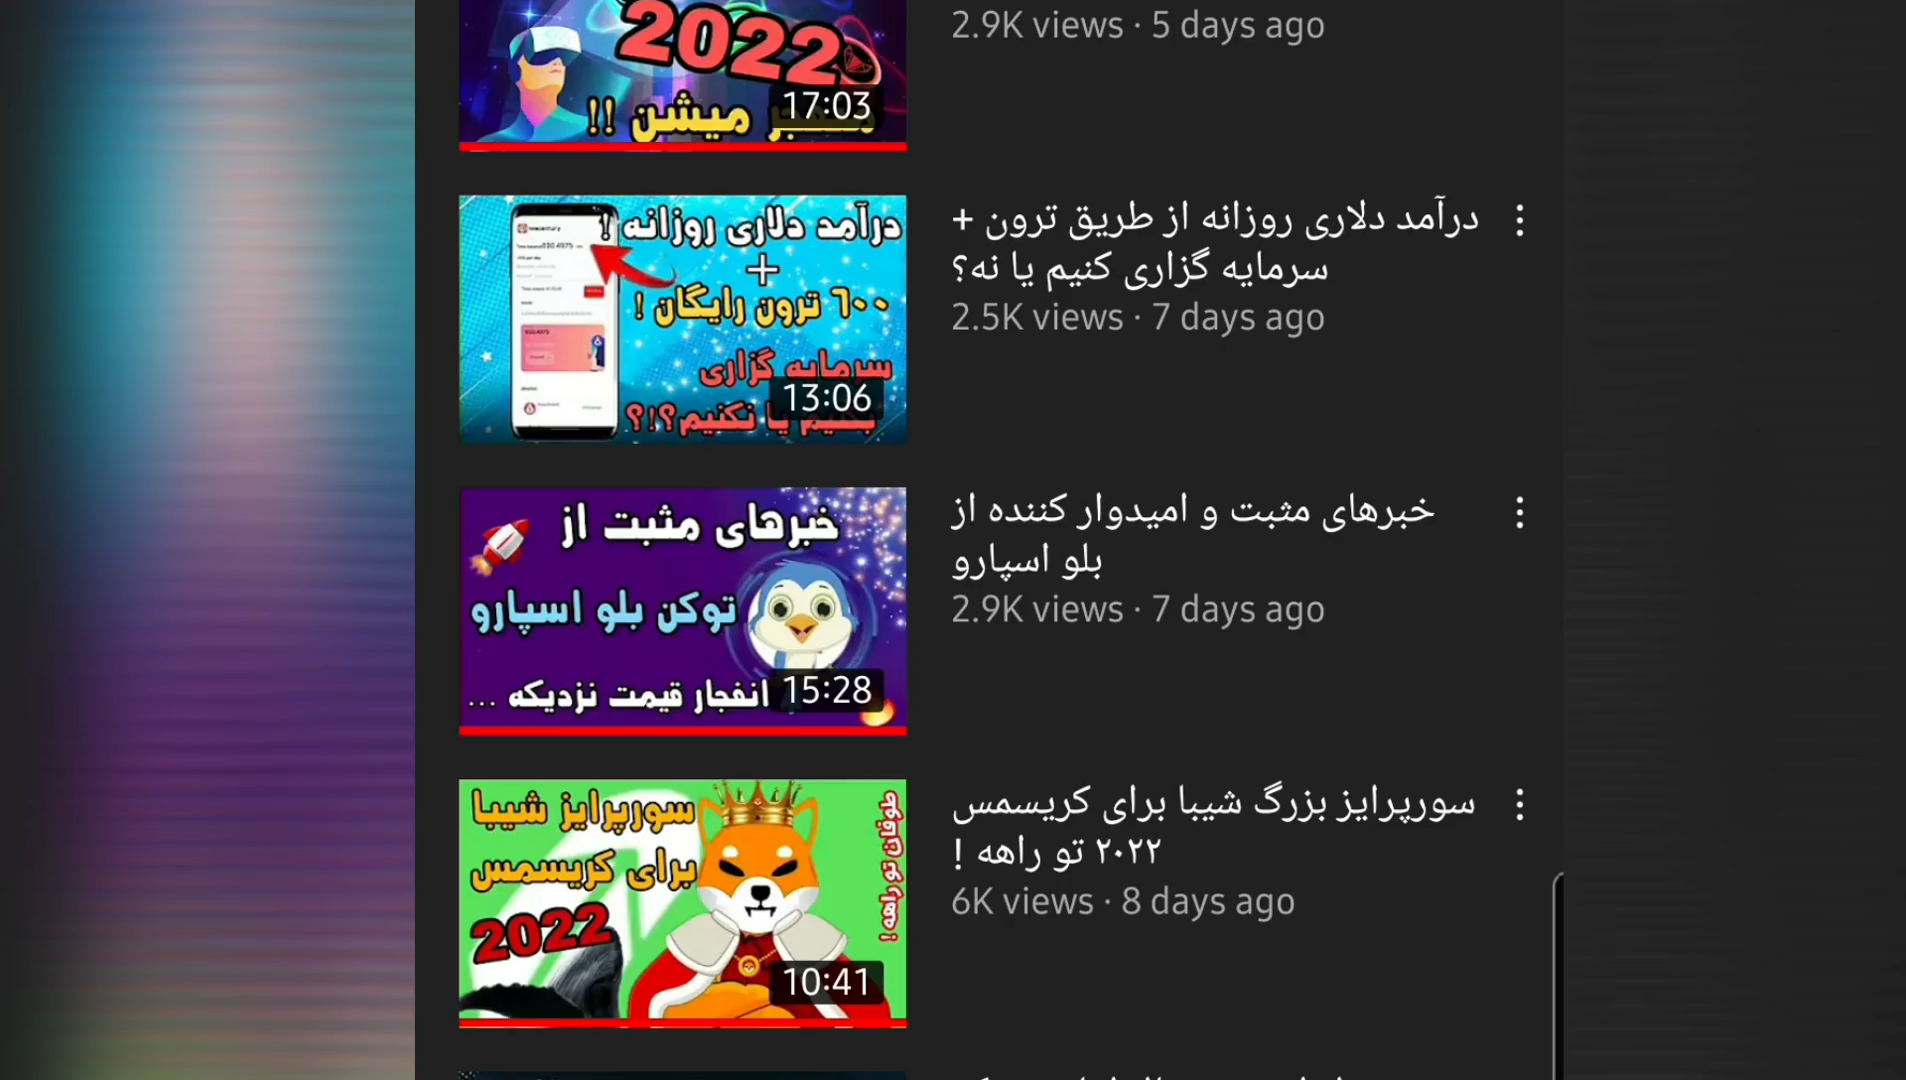 2022
میشن !!
17:03
2.9K views · 5 days ago
درآمد دلاری روزانه !
+
۶۰۰ ترون رایگان !
سرمایه گزاری
بکنیم یا نکنیم؟!؟
13:06
درآمد دلاری روزانه از طریق ترون +
سرمایه گزاری کنیم یا نه؟
2.5K views · 7 days ago
خبرهای مثبت از
توکن بلو اسپارو
انفجار قیمت نزدیکه ...
15:28
خبرهای مثبت و امیدوار کننده از
بلو اسپارو
2.9K views · 7 days ago
سورپرایز شیبا
برای کریسمس
2022
طوفان تو راهه !
10:41
سورپرایز بزرگ شیبا برای کریسمس
۲۰۲۲ تو راهه !
6K views · 8 days ago